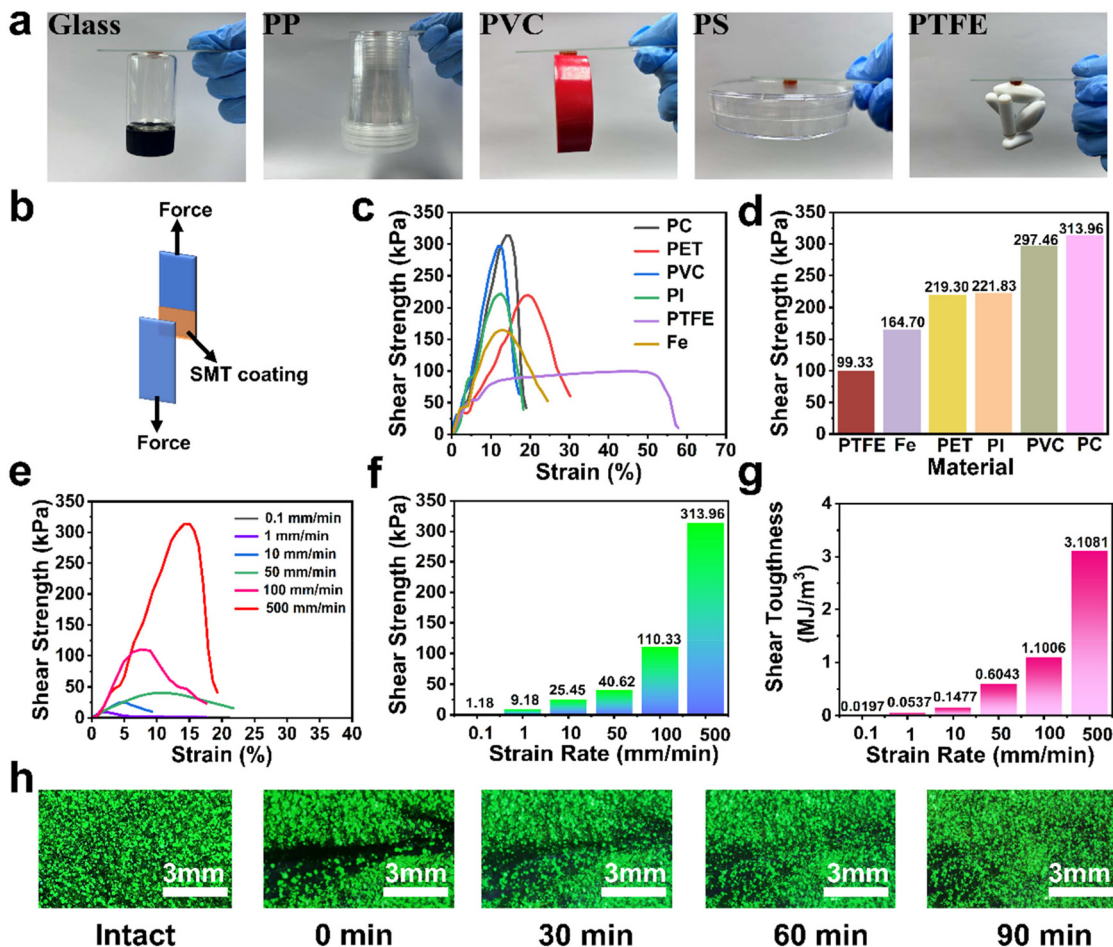 a
Glass
PP
PVC
PS
PTFE
b
Force
SMT coating
Force
c
Shear Strength (kPa)
350
300
250
200
150
100
50
0
PC
PET
PVC
PI
PTFE
Fe
0 10 20 30 40 50 60 70
Strain (%)
d
Shear Strength (kPa)
350
300
250
200
150
100
50
0
99.33
164.70
219.30
221.83
297.46
313.96
PTFE Fe PET PI PVC PC
Material
e
Shear Strength (kPa)
350
300
250
200
150
100
50
0
0.1 mm/min
1 mm/min
10 mm/min
50 mm/min
100 mm/min
500 mm/min
0 5 10 15 20 25 30 35 40
Strain (%)
f
Shear Strength (kPa)
350
300
250
200
150
100
50
0
1.18
9.18
25.45
40.62
110.33
313.96
0.1 1 10 50 100 500
Strain Rate (mm/min)
g
Shear Tougthness
(MJ/m³)
4
3
2
1
0
0.0197
0.0537
0.1477
0.6043
1.1006
3.1081
0.1 1 10 50 100 500
Strain Rate (mm/min)
h
3mm
3mm
3mm
3mm
3mm
Intact
0 min
30 min
60 min
90 min